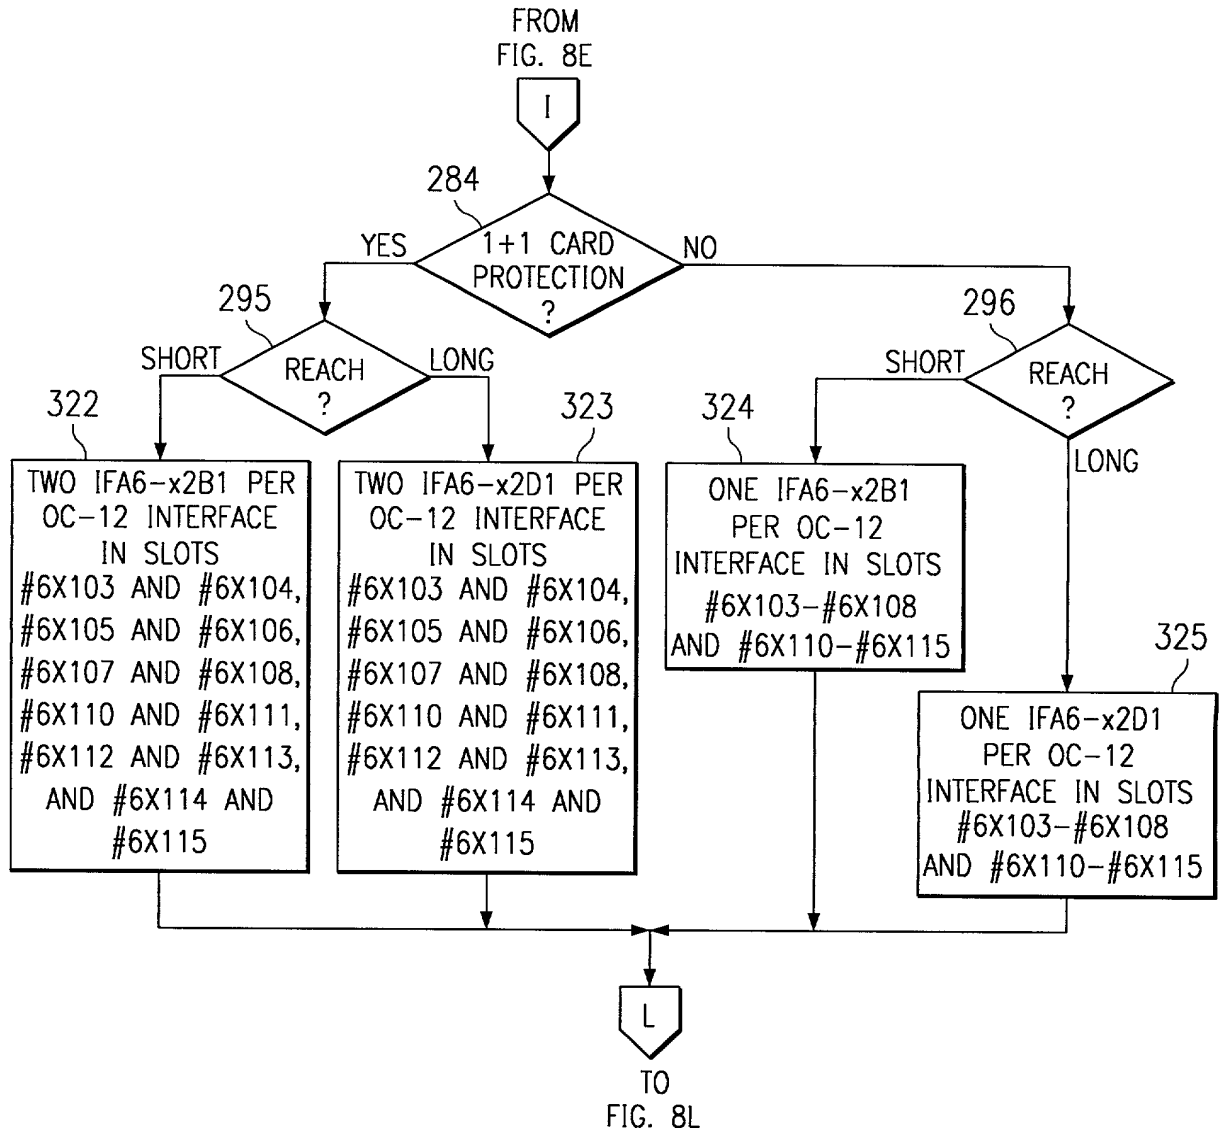 FROM
FIG. 8E
I
284
1+1 CARD
PROTECTION
?
YES
NO
295
REACH
?
SHORT
LONG
296
REACH
?
SHORT
LONG
322
TWO IFA6-x2B1 PER
OC-12 INTERFACE
IN SLOTS
#6X103 AND #6X104,
#6X105 AND #6X106,
#6X107 AND #6X108,
#6X110 AND #6X111,
#6X112 AND #6X113,
AND #6X114 AND
#6X115
323
TWO IFA6-x2D1 PER
OC-12 INTERFACE
IN SLOTS
#6X103 AND #6X104,
#6X105 AND #6X106,
#6X107 AND #6X108,
#6X110 AND #6X111,
#6X112 AND #6X113,
AND #6X114 AND
#6X115
324
ONE IFA6-x2B1
PER OC-12
INTERFACE IN SLOTS
#6X103-#6X108
AND #6X110-#6X115
325
ONE IFA6-x2D1
PER OC-12
INTERFACE IN SLOTS
#6X103-#6X108
AND #6X110-#6X115
L
TO
FIG. 8L